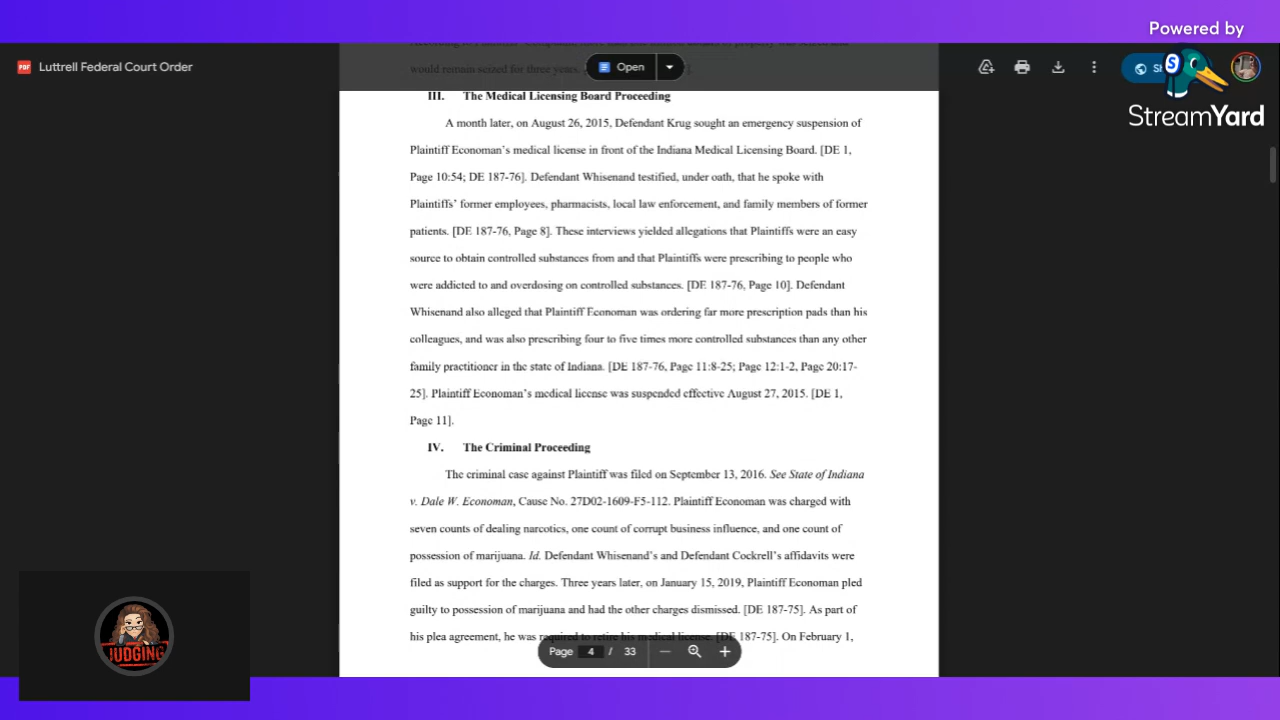 Powered by
StreamYard
Luttrell Federal Court Order
Open
would remain seized for three years.
III. The Medical Licensing Board Proceeding
A month later, on August 26, 2015, Defendant Krug sought an emergency suspension of
Plaintiff Economan's medical license in front of the Indiana Medical Licensing Board. [DE 1,
Page 10:54; DE 187-76]. Defendant Whisenand testified, under oath, that he spoke with
Plaintiffs' former employees, pharmacists, local law enforcement, and family members of former
patients. [DE 187-76, Page 8]. These interviews yielded allegations that Plaintiffs were an easy
source to obtain controlled substances from and that Plaintiffs were prescribing to people who
were addicted to and overdosing on controlled substances. [DE 187-76, Page 10]. Defendant
Whisenand also alleged that Plaintiff Economan was ordering far more prescription pads than his
colleagues, and was also prescribing four to five times more controlled substances than any other
family practitioner in the state of Indiana. [DE 187-76, Page 11:8-25; Page 12:1-2, Page 20:17-
25]. Plaintiff Economan's medical license was suspended effective August 27, 2015. [DE 1,
Page 11].
IV. The Criminal Proceeding
The criminal case against Plaintiff was filed on September 13, 2016. See State of Indiana
v. Dale W. Economan, Cause No. 27D02-1609-F5-112. Plaintiff Economan was charged with
seven counts of dealing narcotics, one count of corrupt business influence, and one count of
possession of marijuana. Id. Defendant Whisenand's and Defendant Cockrell's affidavits were
filed as support for the charges. Three years later, on January 15, 2019, Plaintiff Economan pled
guilty to possession of marijuana and had the other charges dismissed. [DE 187-75]. As part of
his plea agreement, he was required to retire his medical license. [DE 187-75]. On February 1,
Page 4 / 33
JUDGING